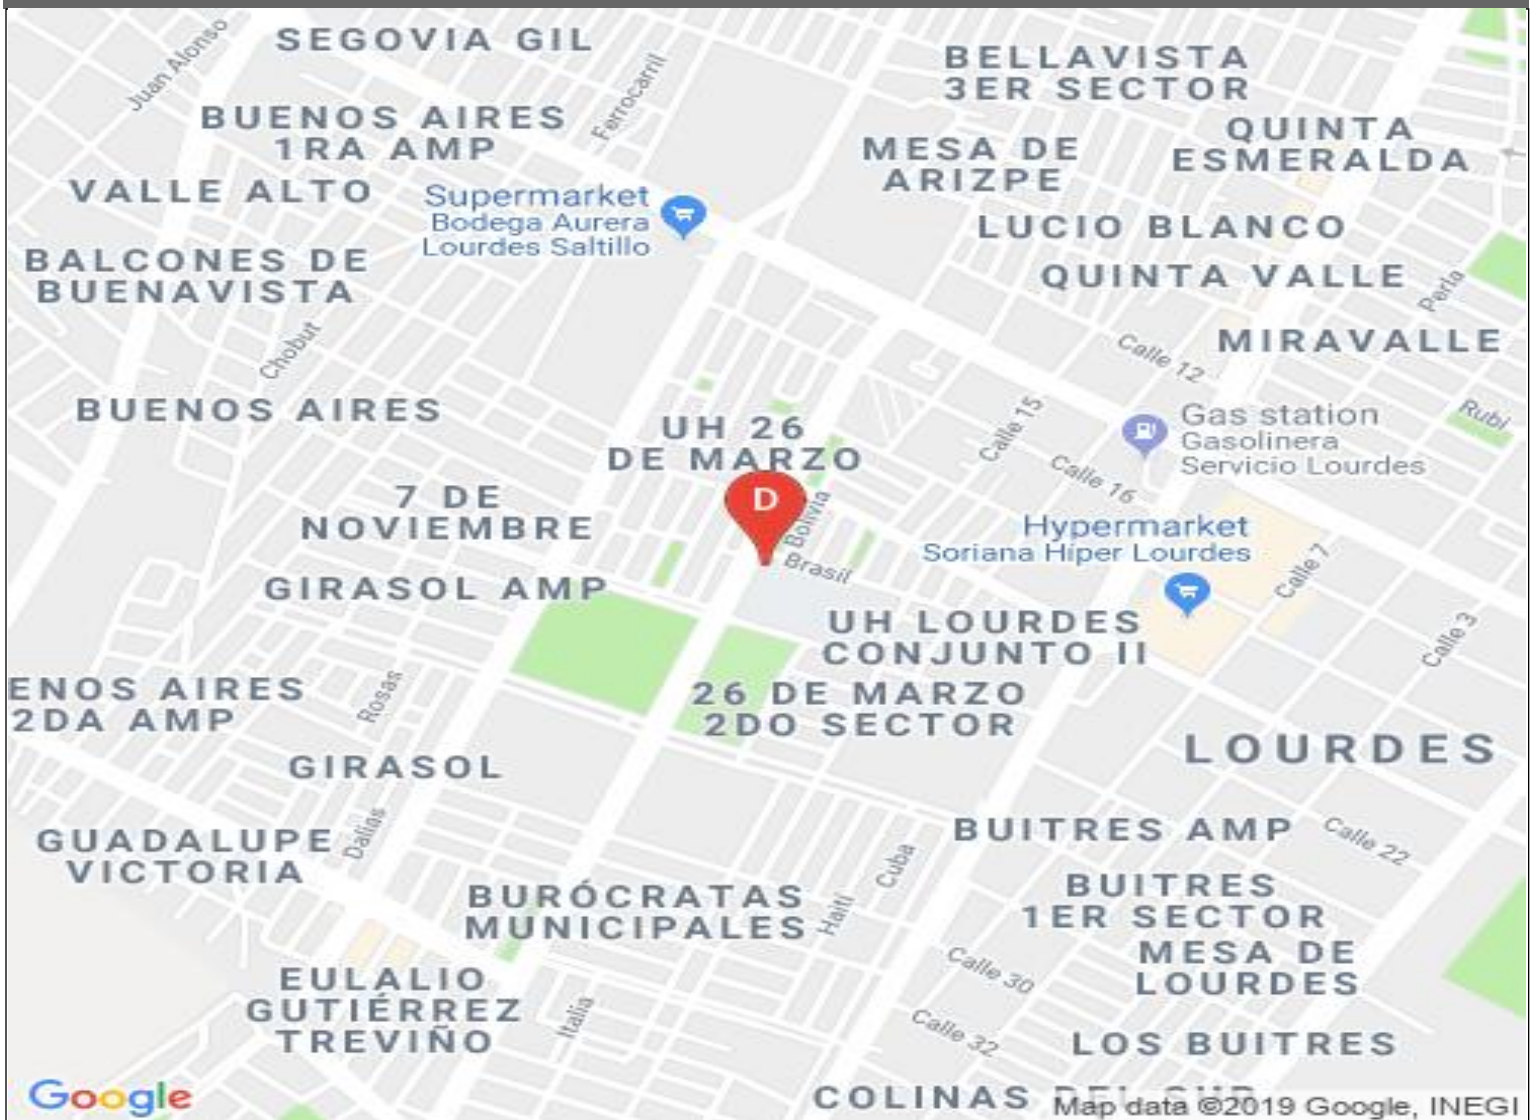 Juan Alonso
SEGOVIA GIL
Ferrocarril
BELLAVISTA
3ER SECTOR
BUENOS AIRES
1RA AMP
MESA DE
ARIZPE
QUINTA
ESMERALDA
VALLE ALTO
Supermarket
Bodega Aurera
Lourdes Saltillo
LUCIO BLANCO
BALCONES DE
BUENAVISTA
QUINTA VALLE
Perla
Chobut
Calle 12
MIRAVALLE
BUENOS AIRES
UH 26
DE MARZO
Calle 15
Gas station
Gasolinera
Servicio Lourdes
Rubi
Calle 16
7 DE
NOVIEMBRE
D
Bolivia
Brasil
Hypermarket
Soriana Híper Lourdes
Calle 7
GIRASOL AMP
UH LOURDES
CONJUNTO II
Calle 3
ENOS AIRES
2DA AMP
Rosas
26 DE MARZO
2DO SECTOR
LOURDES
GIRASOL
GUADALUPE
VICTORIA
Dalias
BUITRES AMP
Calle 22
Cuba
BURÓCRATAS
MUNICIPALES
Haití
BUITRES
1ER SECTOR
MESA DE
LOURDES
Calle 30
EULALIO
GUTIÉRREZ
TREVIÑO
Italia
Calle 32
LOS BUITRES
Google
COLINAS DEL SUR
Map data ©2019 Google, INEGI